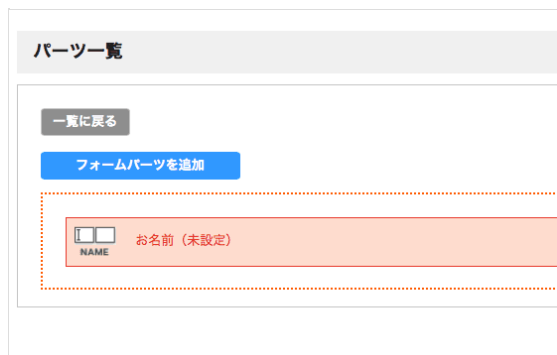 パーツ一覧
一覧に戻る
フォームパーツを追加
お名前（未設定）
NAME